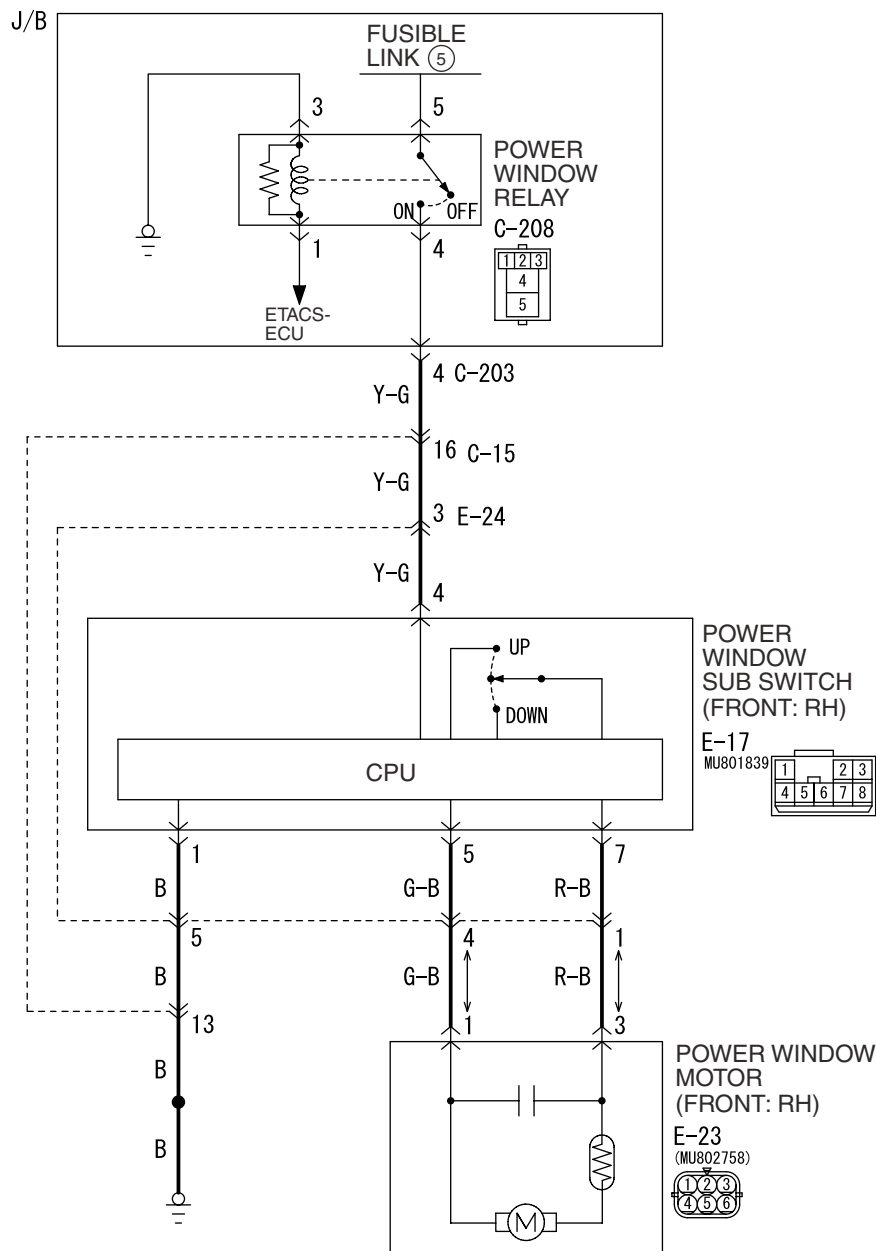 J/B
FUSIBLE
LINK 5
3
5
POWER
WINDOW
RELAY
ON
OFF
C-208
1 2 3
4
5
1
4
ETACS-
ECU
4 C-203
Y-G
16 C-15
Y-G
3 E-24
Y-G
4
POWER
WINDOW
SUB SWITCH
(FRONT: RH)
UP
DOWN
E-17
MU801839
1 2 3
4 5 6 7 8
CPU
1
5
7
B
G-B
R-B
5
4
1
B
G-B
R-B
13
1
3
B
POWER WINDOW
MOTOR
(FRONT: RH)
E-23
(MU802758)
1 2 3
4 5 6
B
M